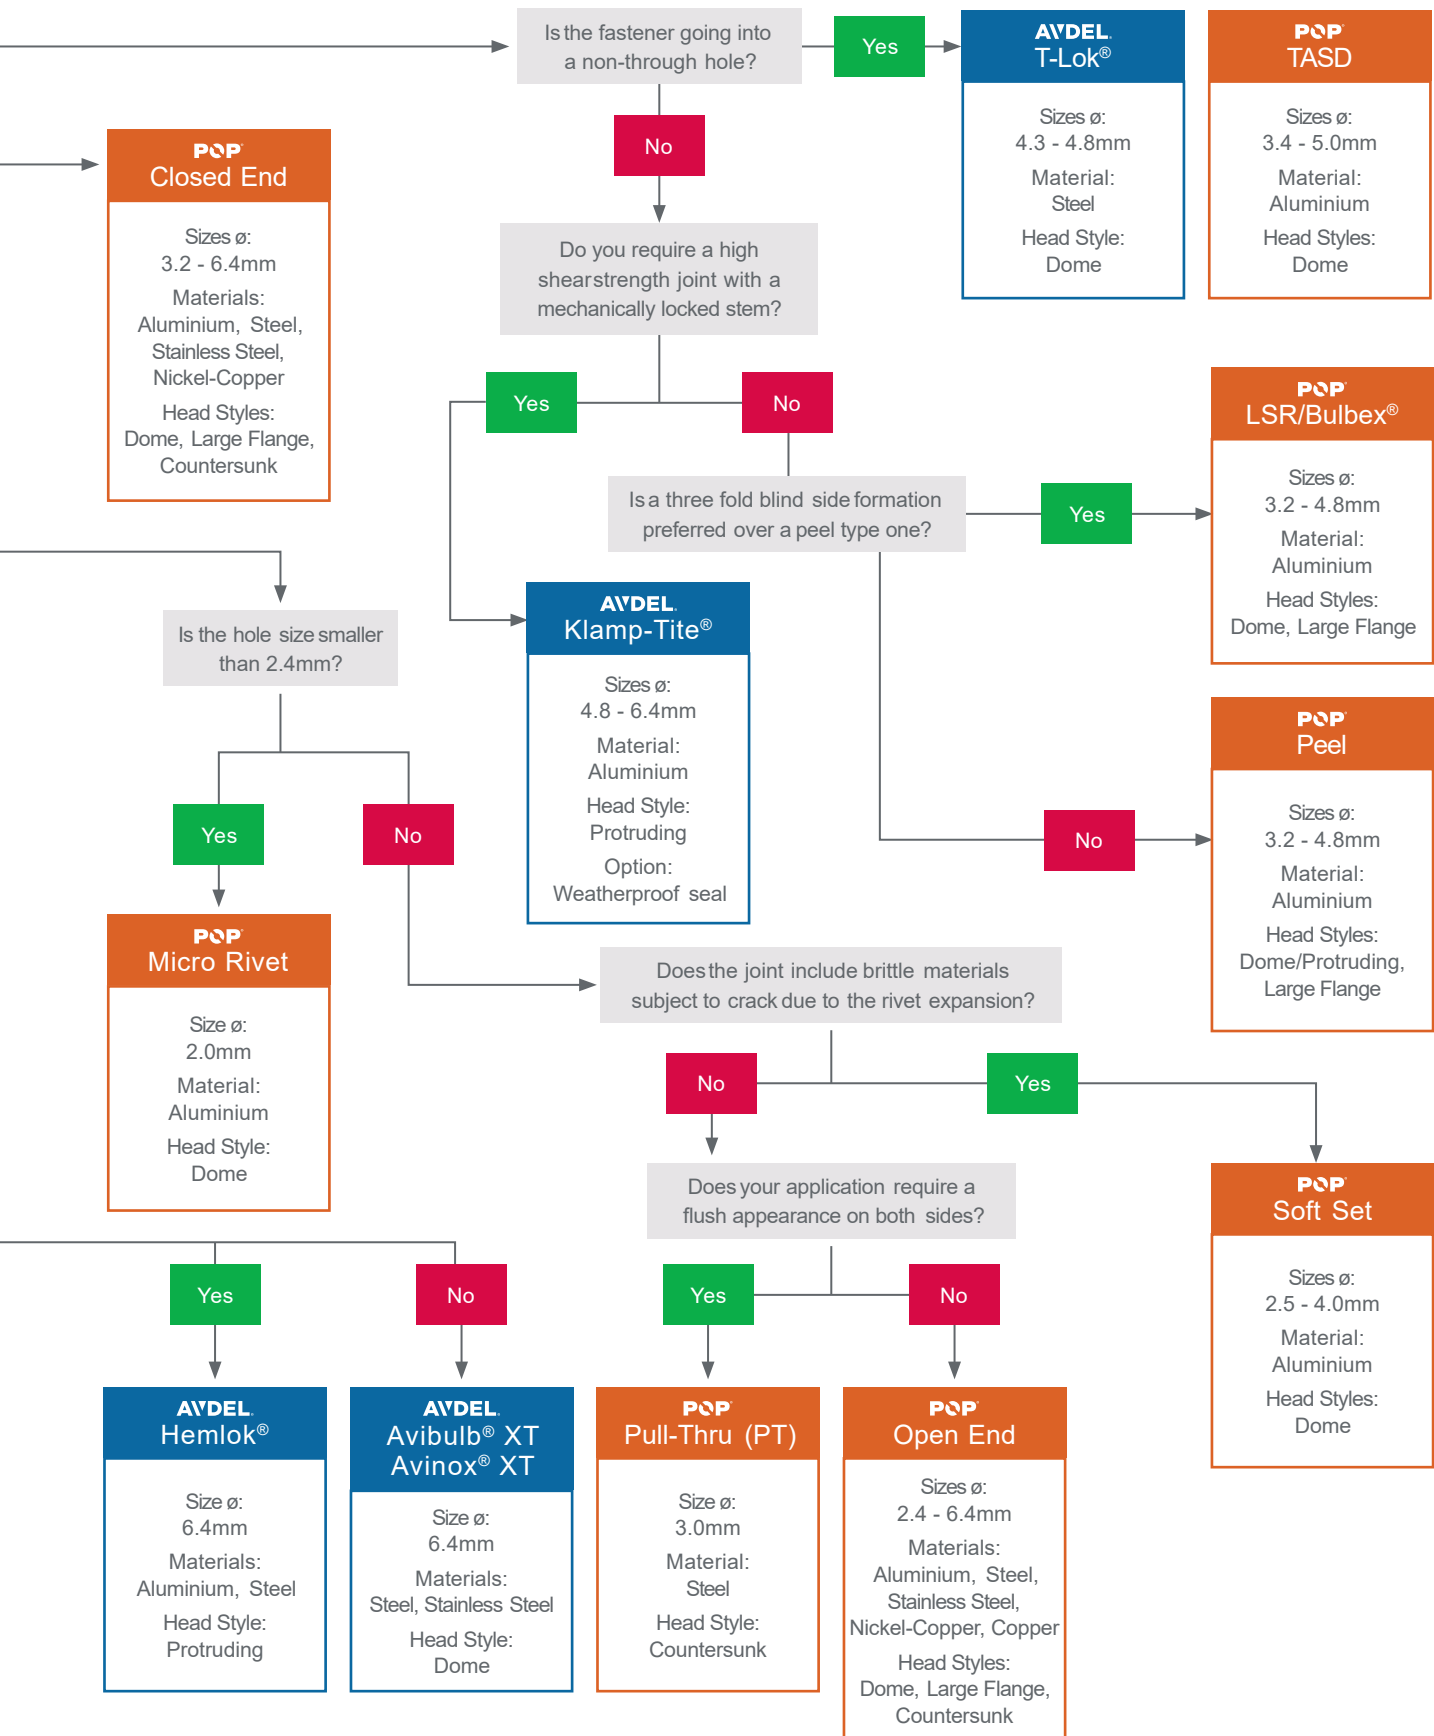 Is the fastener going into
a non-through hole?
Yes
AVDEL.
T-Lok®
Sizes ø:
4.3 - 4.8mm
Material:
Steel
Head Style:
Dome
POP
TASD
Sizes ø:
3.4 - 5.0mm
Material:
Aluminium
Head Styles:
Dome
No
POP
Closed End
Sizes ø:
3.2 - 6.4mm
Materials:
Aluminium, Steel,
Stainless Steel,
Nickel-Copper
Head Styles:
Dome, Large Flange,
Countersunk
Do you require a high
shearstrength joint with a
mechanically locked stem?
Yes
No
POP
LSR/Bulbex®
Sizes ø:
3.2 - 4.8mm
Material:
Aluminium
Head Styles:
Dome, Large Flange
Is a three fold blind side formation
preferred over a peel type one?
Yes
AVDEL.
Klamp-Tite®
Sizes ø:
4.8 - 6.4mm
Material:
Aluminium
Head Style:
Protruding
Option:
Weatherproof seal
Is the hole size smaller
than 2.4mm?
POP
Peel
Sizes ø:
3.2 - 4.8mm
Material:
Aluminium
Head Styles:
Dome/Protruding,
Large Flange
Yes
No
No
POP
Micro Rivet
Size ø:
2.0mm
Material:
Aluminium
Head Style:
Dome
Does the joint include brittle materials
subject to crack due to the rivet expansion?
No
Yes
Does your application require a
flush appearance on both sides?
POP
Soft Set
Sizes ø:
2.5 - 4.0mm
Material:
Aluminium
Head Styles:
Dome
Yes
No
Yes
No
AVDEL.
Hemlok®
Size ø:
6.4mm
Materials:
Aluminium, Steel
Head Style:
Protruding
AVDEL.
Avibulb® XT
Avinox® XT
Size ø:
6.4mm
Materials:
Steel, Stainless Steel
Head Style:
Dome
POP
Pull-Thru (PT)
Size ø:
3.0mm
Material:
Steel
Head Style:
Countersunk
POP
Open End
Sizes ø:
2.4 - 6.4mm
Materials:
Aluminium, Steel,
Stainless Steel,
Nickel-Copper, Copper
Head Styles:
Dome, Large Flange,
Countersunk